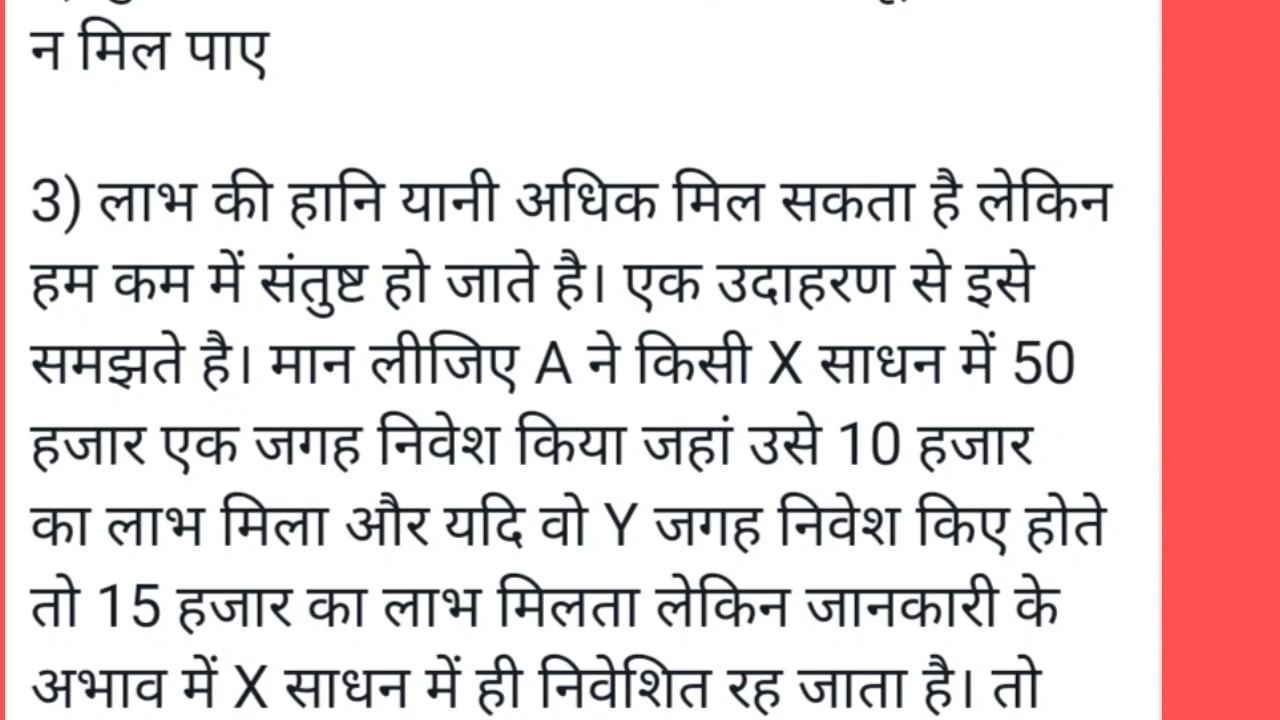 न मिल पाए
3) लाभ की हानि यानी अधिक मिल सकता है लेकिन
हम कम में संतुष्ट हो जाते है। एक उदाहरण से इसे
समझते है। मान लीजिए A ने किसी X साधन में 50
हजार एक जगह निवेश किया जहां उसे 10 हजार
का लाभ मिला और यदि वो Y जगह निवेश किए होते
तो 15 हजार का लाभ मिलता लेकिन जानकारी के
अभाव में X साधन में ही निवेशित रह जाता है। तो